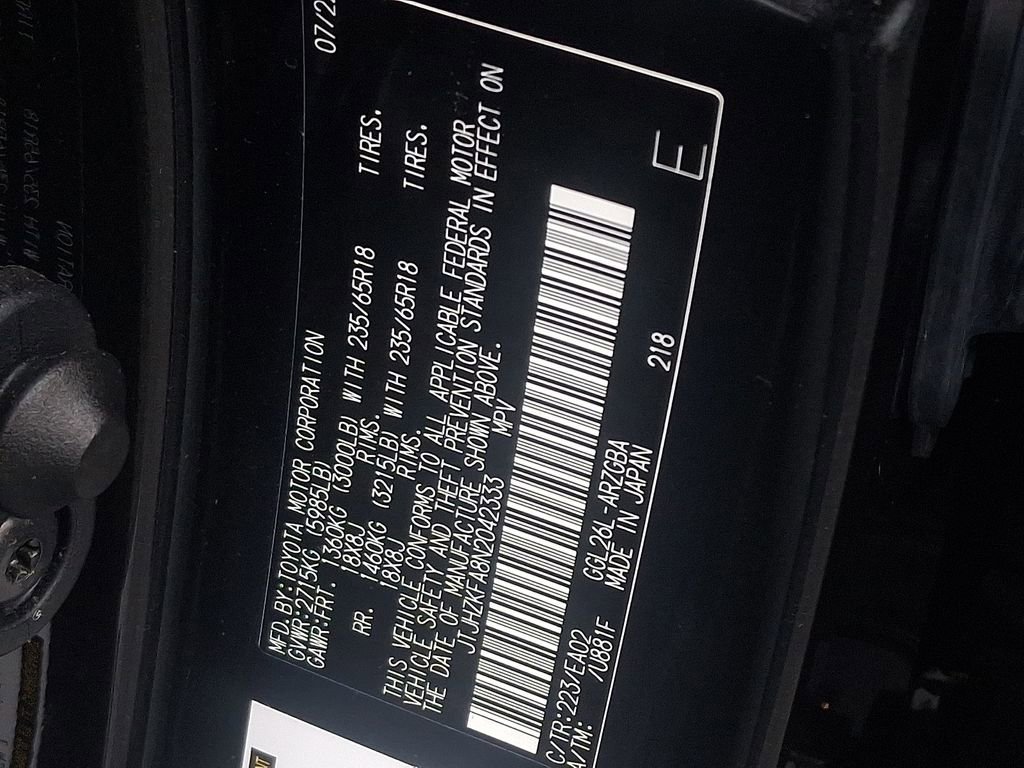 MFD.BY:TOYOTA MOTOR CORPORATION 07/2
GVWR:2715KG (5985LB)
GAWR:FRT. 1360KG (3000LB) WITH 235/65R18 TIRES.
18X8J RIMS.
RR. 1460KG (3215LB) WITH 235/65R18 TIRES.
18X8J RIMS.
THIS VEHICLE CONFORMS TO ALL APPLICABLE FEDERAL MOTOR
VEHICLE SAFETY AND THEFT PREVENTION STANDARDS IN EFFECT ON
THE DATE OF MANUFACTURE SHOWN ABOVE.
JTJHZKFA8N2042333 MPV
C/TR:223/EA02 GGL26L-ARZGBA 218 E
A/TM: /U881F MADE IN JAPAN